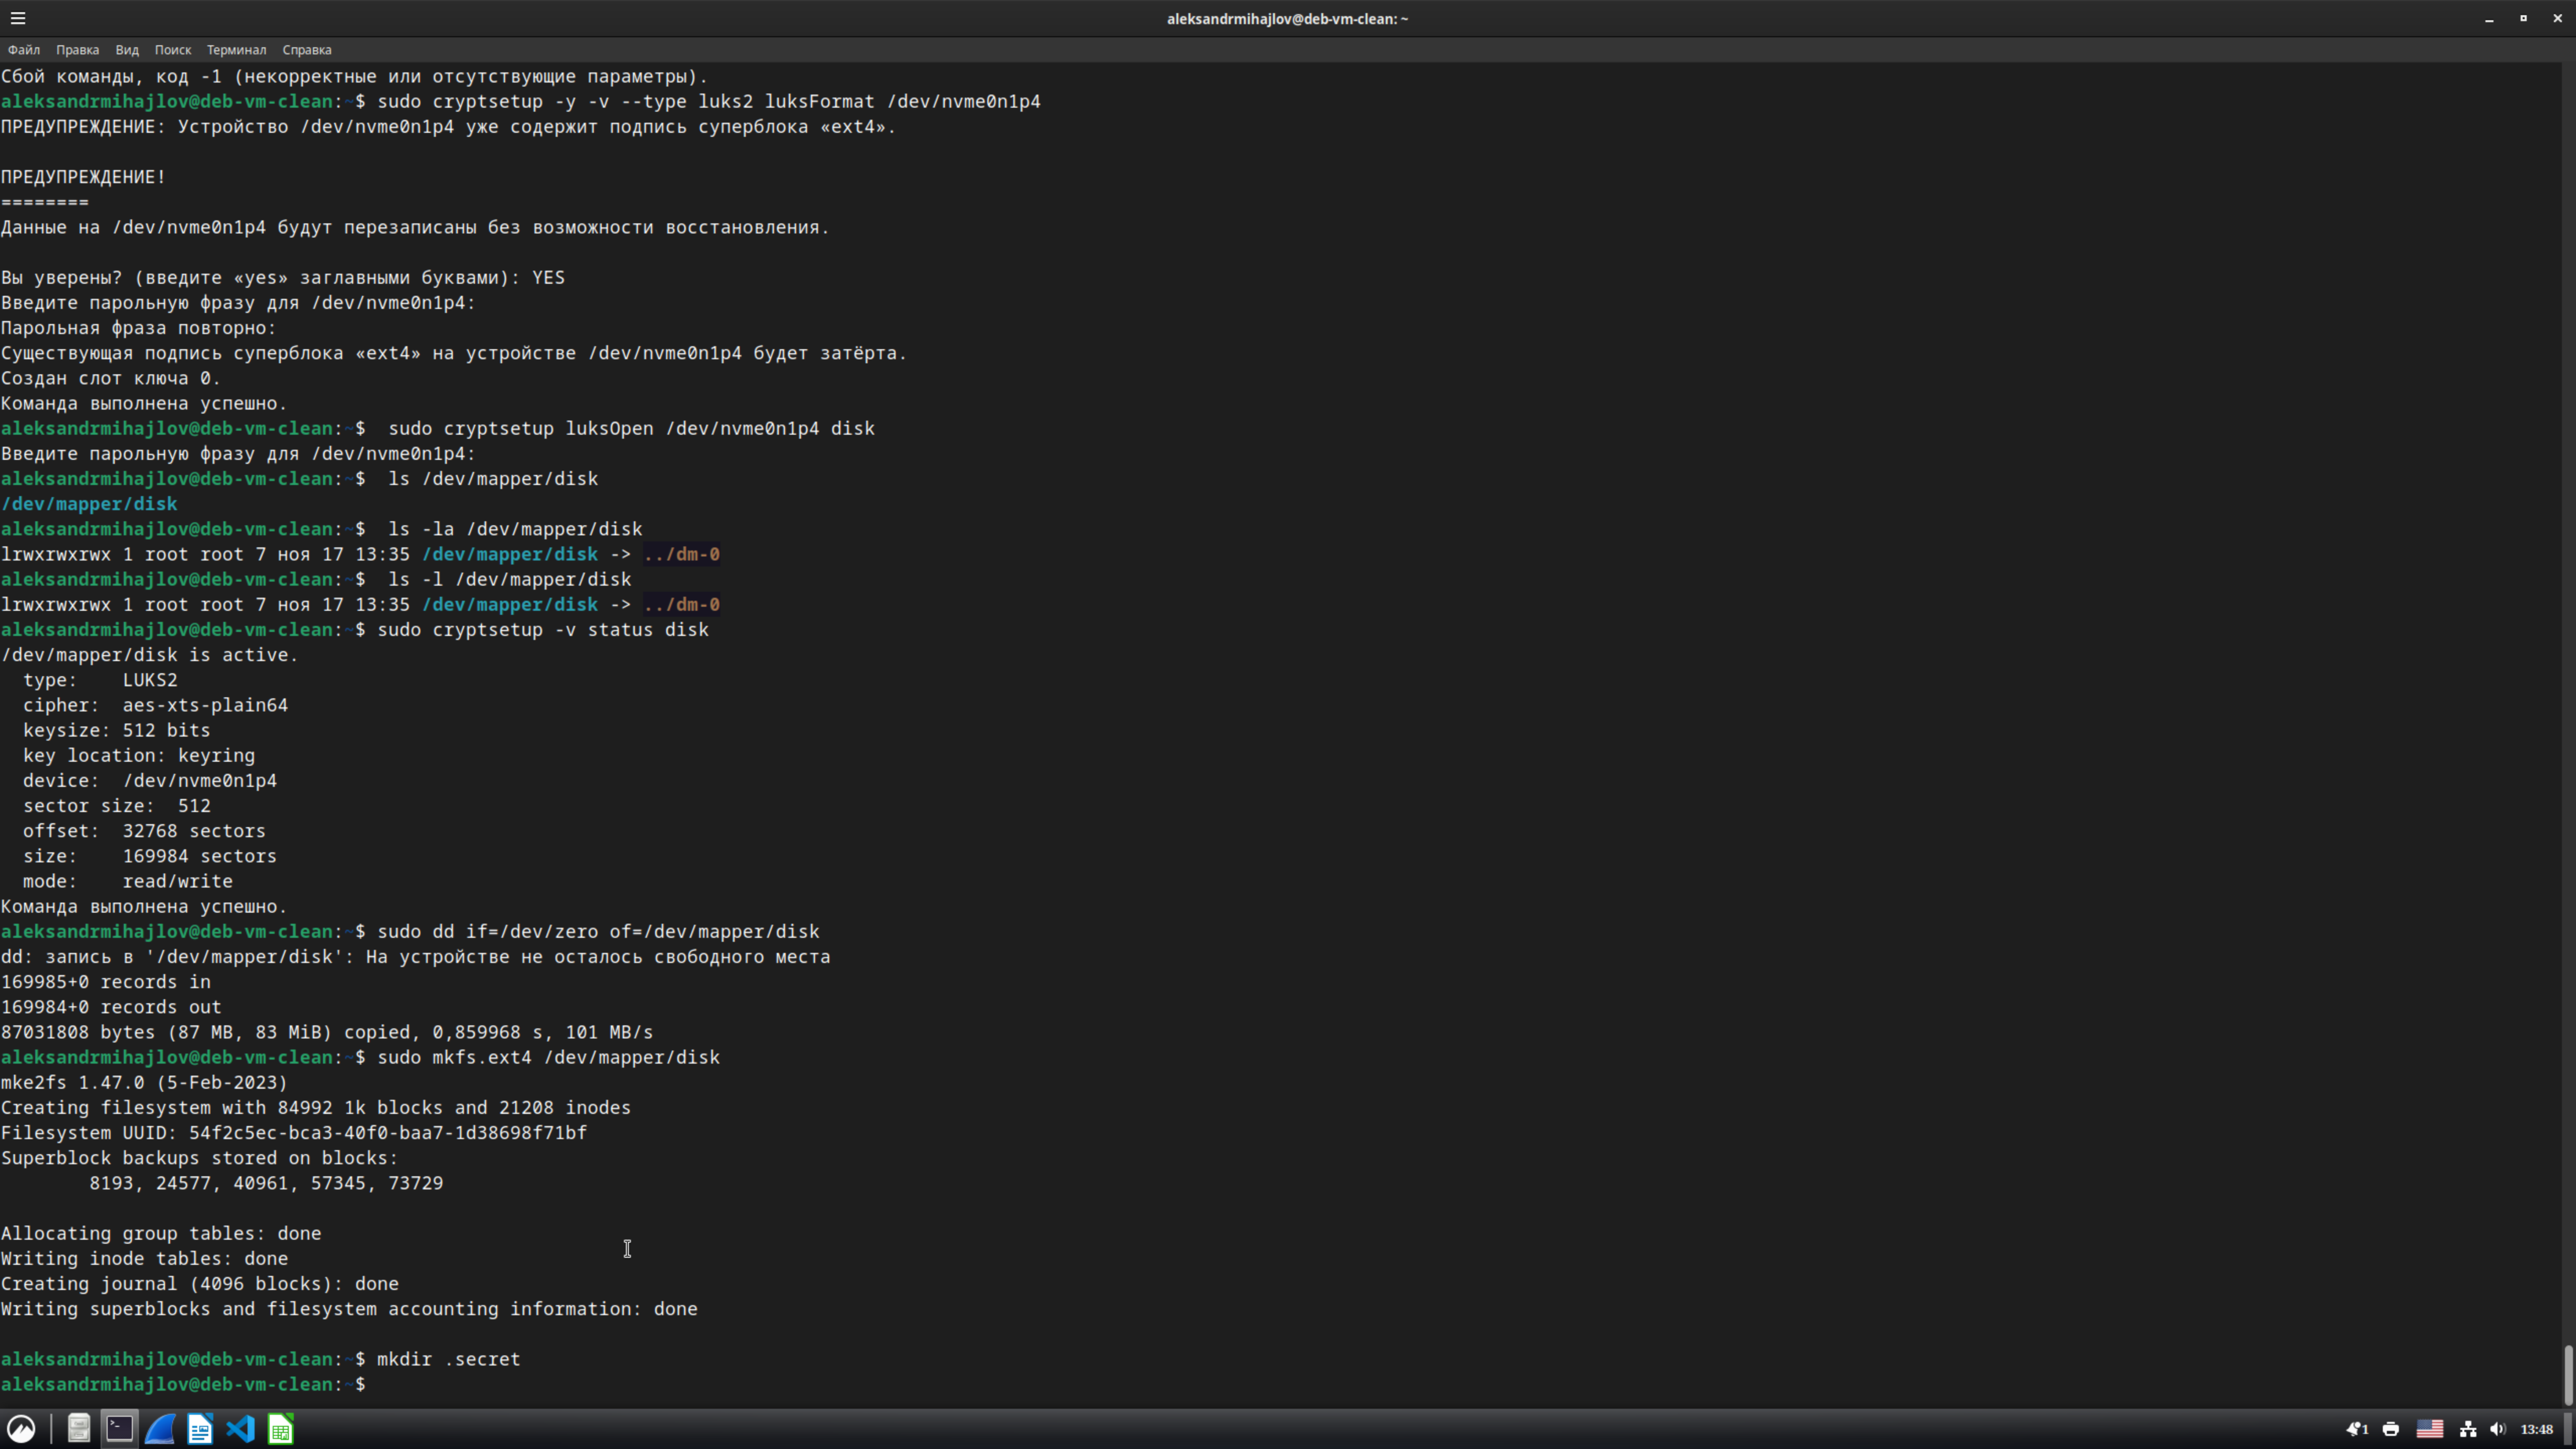 aleksandrmihajlov@deb-vm-clean: ~
Файл Правка Вид Поиск Терминал Справка
Сбой команды, код -1 (некорректные или отсутствующие параметры).
aleksandrmihajlov@deb-vm-clean:~$ sudo cryptsetup -y -v --type luks2 luksFormat /dev/nvme0n1p4
ПРЕДУПРЕЖДЕНИЕ: Устройство /dev/nvme0n1p4 уже содержит подпись суперблока «ext4».
ПРЕДУПРЕЖДЕНИЕ!
========
Данные на /dev/nvme0n1p4 будут перезаписаны без возможности восстановления.
Вы уверены? (введите «yes» заглавными буквами): YES
Введите парольную фразу для /dev/nvme0n1p4:
Парольная фраза повторно:
Существующая подпись суперблока «ext4» на устройстве /dev/nvme0n1p4 будет затёрта.
Создан слот ключа 0.
Команда выполнена успешно.
aleksandrmihajlov@deb-vm-clean:~$  sudo cryptsetup luksOpen /dev/nvme0n1p4 disk
Введите парольную фразу для /dev/nvme0n1p4:
aleksandrmihajlov@deb-vm-clean:~$  ls /dev/mapper/disk
/dev/mapper/disk
aleksandrmihajlov@deb-vm-clean:~$  ls -la /dev/mapper/disk
lrwxrwxrwx 1 root root 7 ноя 17 13:35 /dev/mapper/disk -> ../dm-0
aleksandrmihajlov@deb-vm-clean:~$  ls -l /dev/mapper/disk
lrwxrwxrwx 1 root root 7 ноя 17 13:35 /dev/mapper/disk -> ../dm-0
aleksandrmihajlov@deb-vm-clean:~$ sudo cryptsetup -v status disk
/dev/mapper/disk is active.
  type:    LUKS2
  cipher:  aes-xts-plain64
  keysize: 512 bits
  key location: keyring
  device:  /dev/nvme0n1p4
  sector size:  512
  offset:  32768 sectors
  size:    169984 sectors
  mode:    read/write
Команда выполнена успешно.
aleksandrmihajlov@deb-vm-clean:~$ sudo dd if=/dev/zero of=/dev/mapper/disk
dd: запись в '/dev/mapper/disk': На устройстве не осталось свободного места
169985+0 records in
169984+0 records out
87031808 bytes (87 MB, 83 MiB) copied, 0,859968 s, 101 MB/s
aleksandrmihajlov@deb-vm-clean:~$ sudo mkfs.ext4 /dev/mapper/disk
mke2fs 1.47.0 (5-Feb-2023)
Creating filesystem with 84992 1k blocks and 21208 inodes
Filesystem UUID: 54f2c5ec-bca3-40f0-baa7-1d38698f71bf
Superblock backups stored on blocks:
        8193, 24577, 40961, 57345, 73729
Allocating group tables: done
Writing inode tables: done
Creating journal (4096 blocks): done
Writing superblocks and filesystem accounting information: done
aleksandrmihajlov@deb-vm-clean:~$ mkdir .secret
aleksandrmihajlov@deb-vm-clean:~$
1 13:48